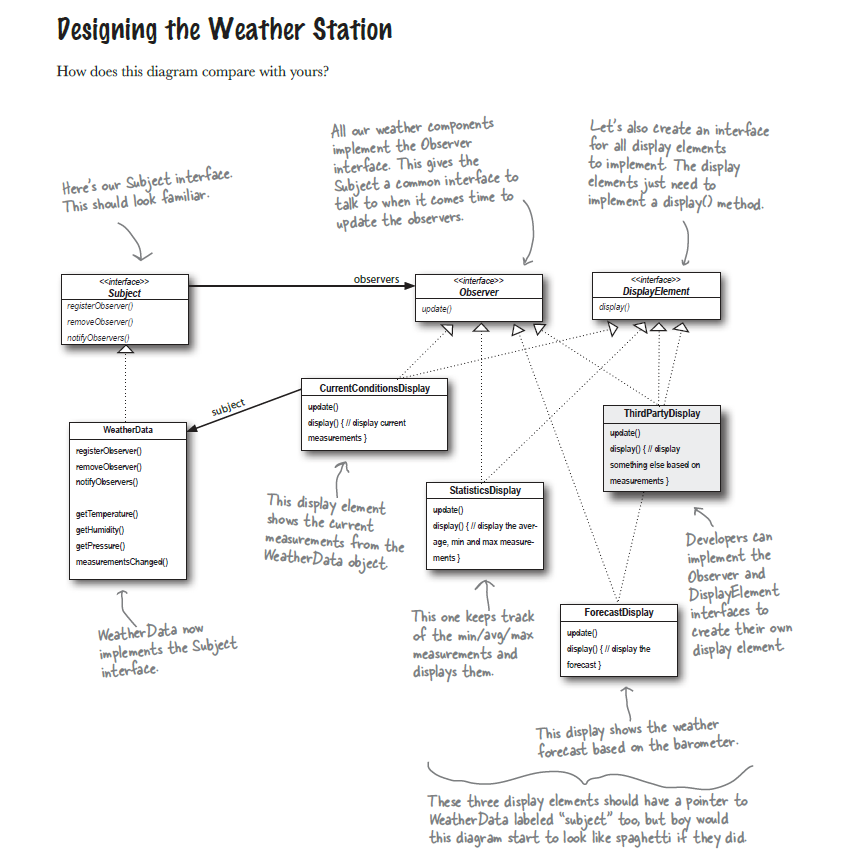 Designing the Weather Station
How does this diagram compare with yours?
Here's our Subject interface.
This should look familiar.
All our weather components
implement the Observer
interface. This gives the
Subject a common interface to
talk to when it comes time to
update the observers.
Let's also create an interface
for all display elements
to implement. The display
elements just need to
implement a display() method.
<<interface>>
Subject
registerObserver()
removeObserver()
notifyObservers()
observers
<<interface>>
Observer
update()
<<interface>>
DisplayElement
display()
subject
CurrentConditionsDisplay
update()
display() { // display current
measurements }
ThirdPartyDisplay
update()
display() { // display
something else based on
measurements }
WeatherData
registerObserver()
removeObserver()
notifyObservers()
getTemperature()
getHumidity()
getPressure()
measurementsChanged()
StatisticsDisplay
update()
display() { // display the aver-
age, min and max measure-
ments }
This display element
shows the current
measurements from the
WeatherData object.
Developers can
implement the
Observer and
DisplayElement
interfaces to
create their own
display element.
ForecastDisplay
update()
display() { // display the
forecast }
WeatherData now
implements the Subject
interface.
This one keeps track
of the min/avg/max
measurements and
displays them.
This display shows the weather
forecast based on the barometer.
These three display elements should have a pointer to
WeatherData labeled "subject" too, but boy would
this diagram start to look like spaghetti if they did.